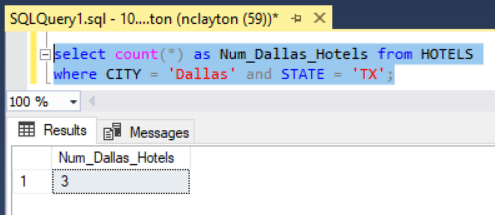 SQLQuery1.sql - 10....ton (nclayton (59))*
select count(*) as Num_Dallas_Hotels from HOTELS
where CITY = 'Dallas' and STATE = 'TX';
100 %
Results Messages
Num_Dallas_Hotels
1 3